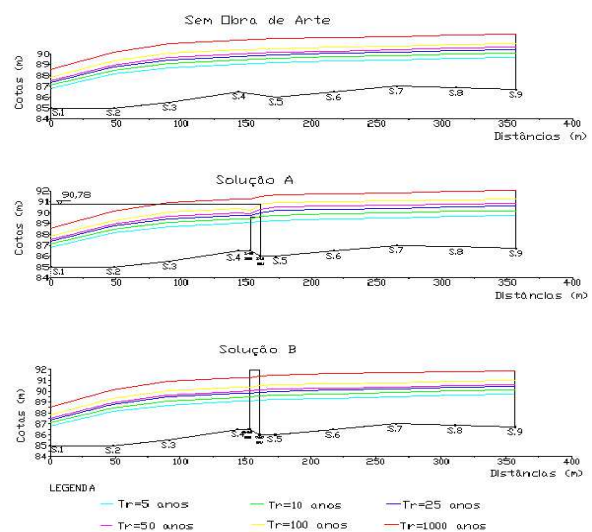 Sem Obra de Arte
Cotas (m)
90
89
88
87
86
85
84
S.1
S.2
S.3
S.4
S.5
S.6
S.7
S.8
S.9
0
50
100
150
200
250
300
350
400
Distâncias (m)
Solução A
90,78
Cotas (m)
92
91
90
89
88
87
86
85
84
S.1
S.2
S.3
S.4
S.5
S.6
S.7
S.8
S.9
0
50
100
150
200
250
300
350
400
Distâncias (m)
Solução B
Cotas (m)
92
91
90
89
88
87
86
85
84
S.1
S.2
S.3
S.4
S.5
S.6
S.7
S.8
S.9
0
50
100
150
200
250
300
350
400
Distâncias (m)
LEGENDA
Tr=5 anos
Tr=10 anos
Tr=25 anos
Tr=50 anos
Tr=100 anos
Tr=1000 anos